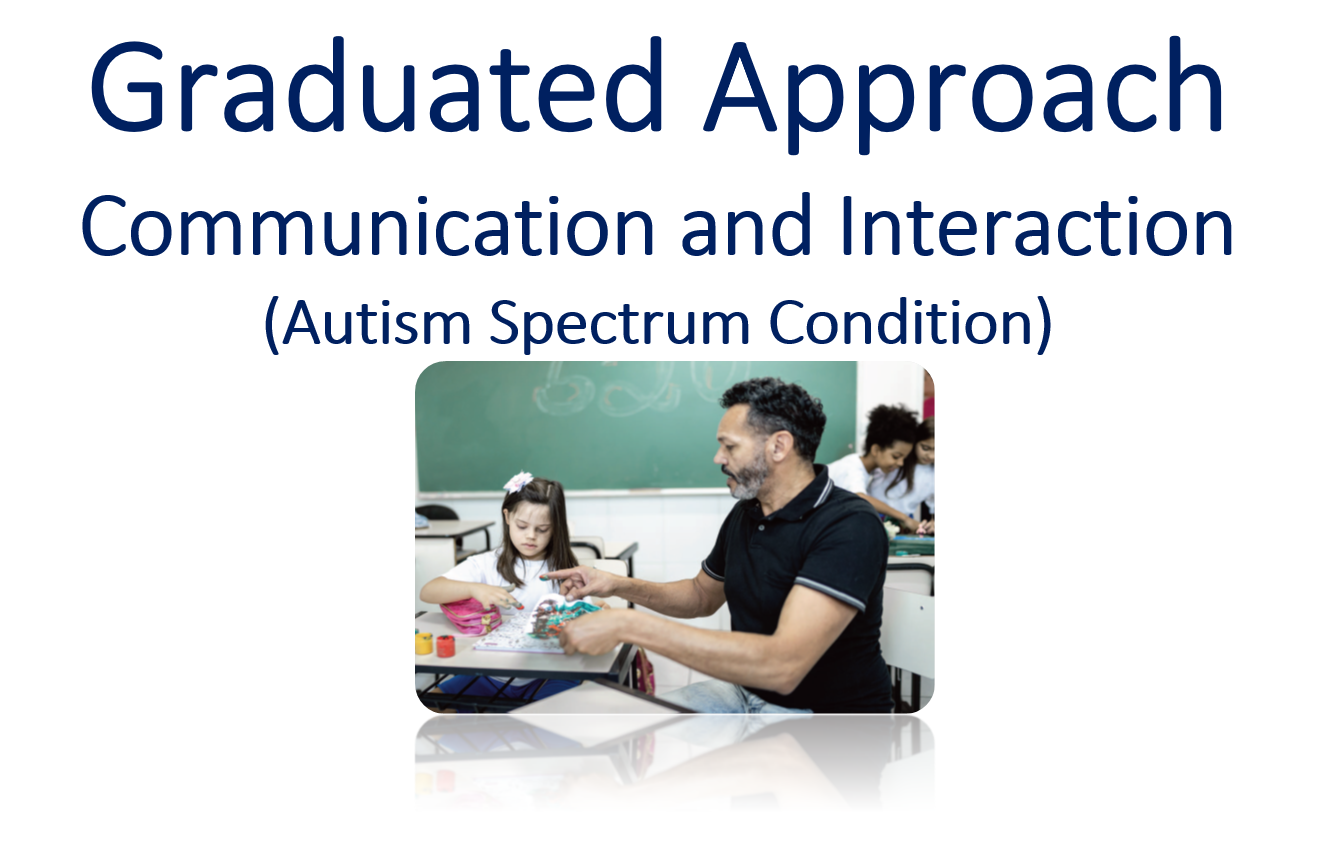 Graduated Approach
Communication and Interaction
(Autism Spectrum Condition)